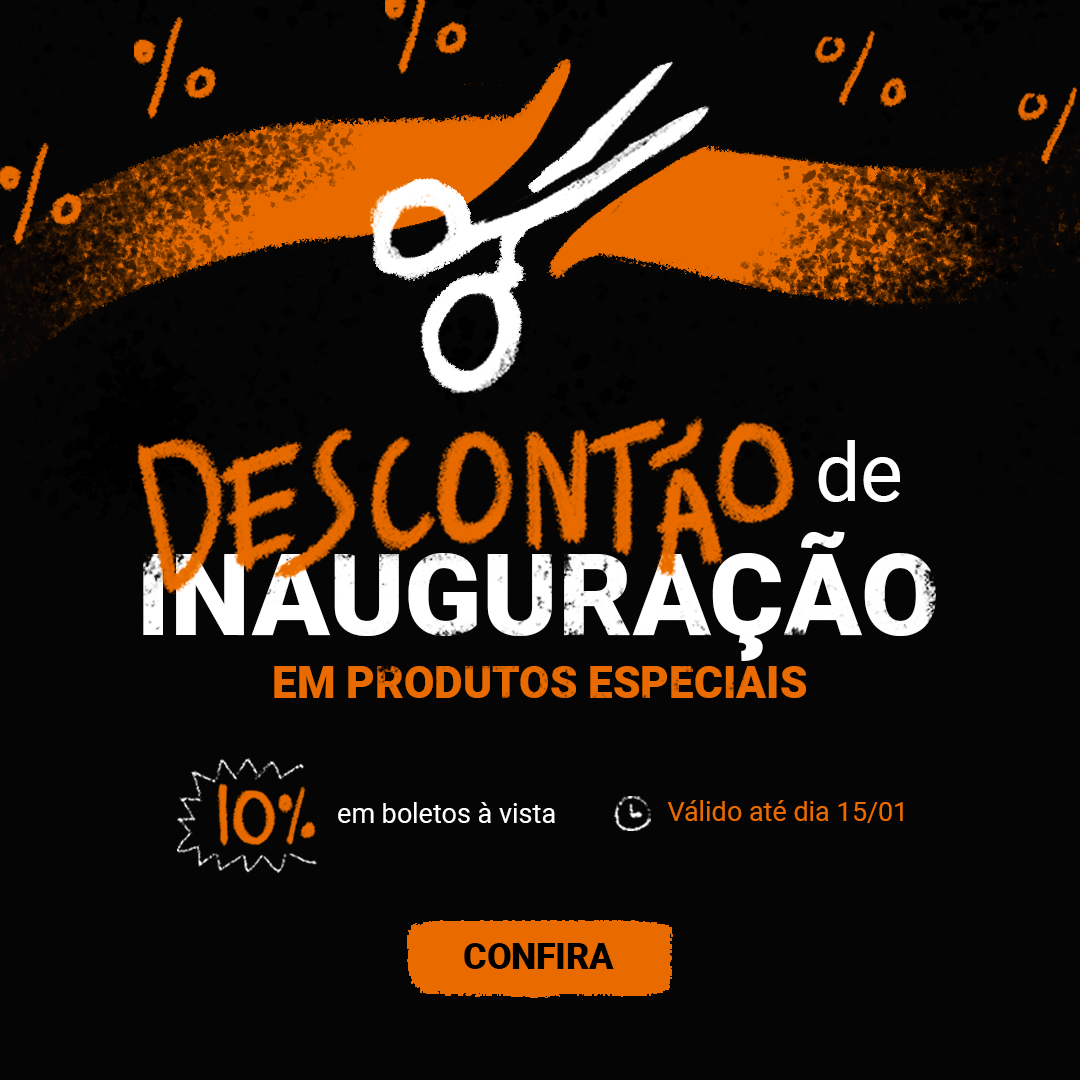 %
%
%
%
%
DESCONTÃO de
INAUGURAÇÃO
EM PRODUTOS ESPECIAIS
10% em boletos à vista
Válido até dia 15/01
CONFIRA